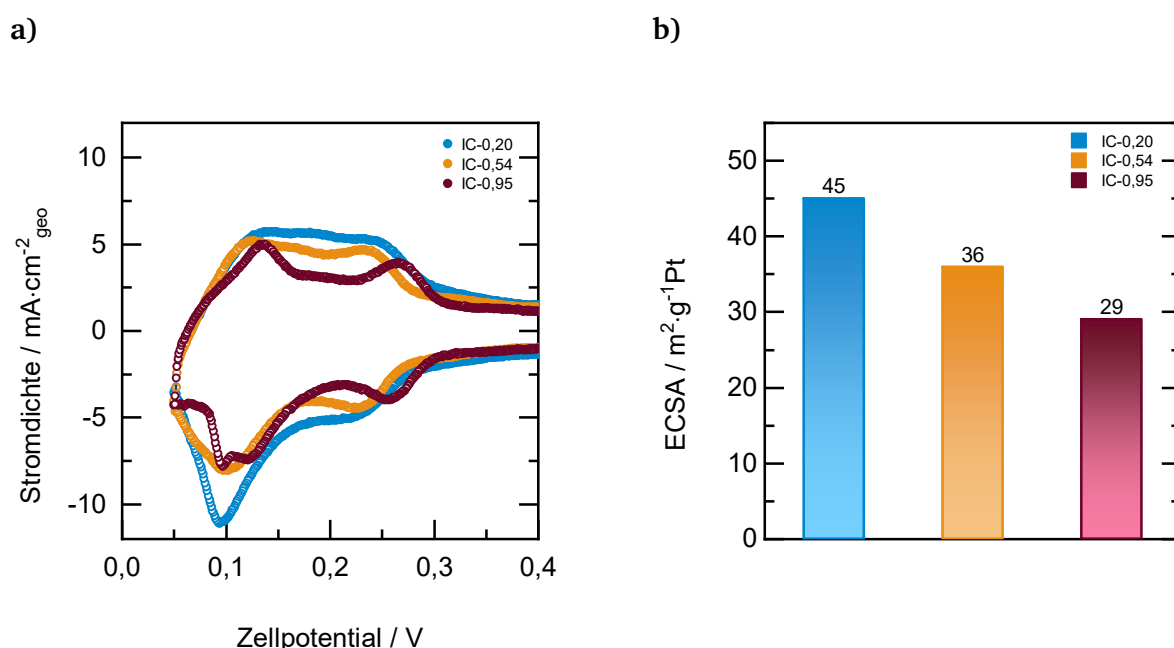 a)
b)
10
5
0
-5
-10
0,0
0,1
0,2
0,3
0,4
Stromdichte / mA·cm⁻²geo
Zellpotential / V
IC-0,20
IC-0,54
IC-0,95
50
40
30
20
10
0
ECSA / m²·g⁻¹Pt
45
36
29
IC-0,20
IC-0,54
IC-0,95